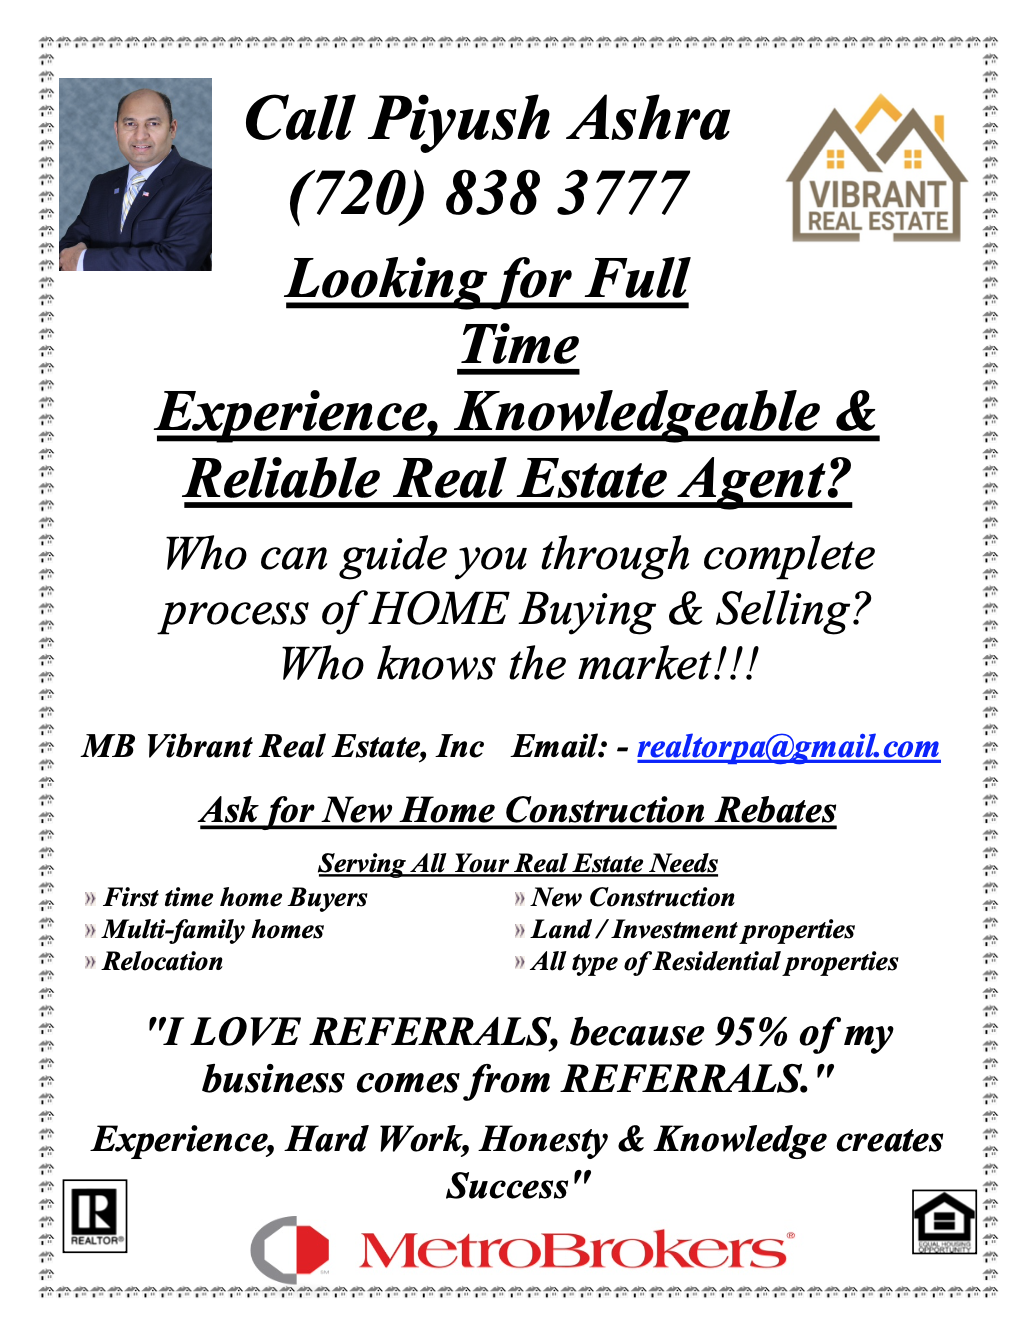 Call Piyush Ashra
(720) 838 3777
VIBRANT
REAL ESTATE
Looking for Full
Time
Experience, Knowledgeable &
Reliable Real Estate Agent?
Who can guide you through complete
process of HOME Buying & Selling?
Who knows the market!!!
MB Vibrant Real Estate, Inc Email: - realtorpa@gmail.com
Ask for New Home Construction Rebates
Serving All Your Real Estate Needs
» First time home Buyers
» New Construction
» Multi-family homes
» Land / Investment properties
» Relocation
» All type of Residential properties
"I LOVE REFERRALS, because 95% of my
business comes from REFERRALS."
Experience, Hard Work, Honesty & Knowledge creates
Success"
R
REALTOR®
MetroBrokers®
EQUAL HOUSING
OPPORTUNITY